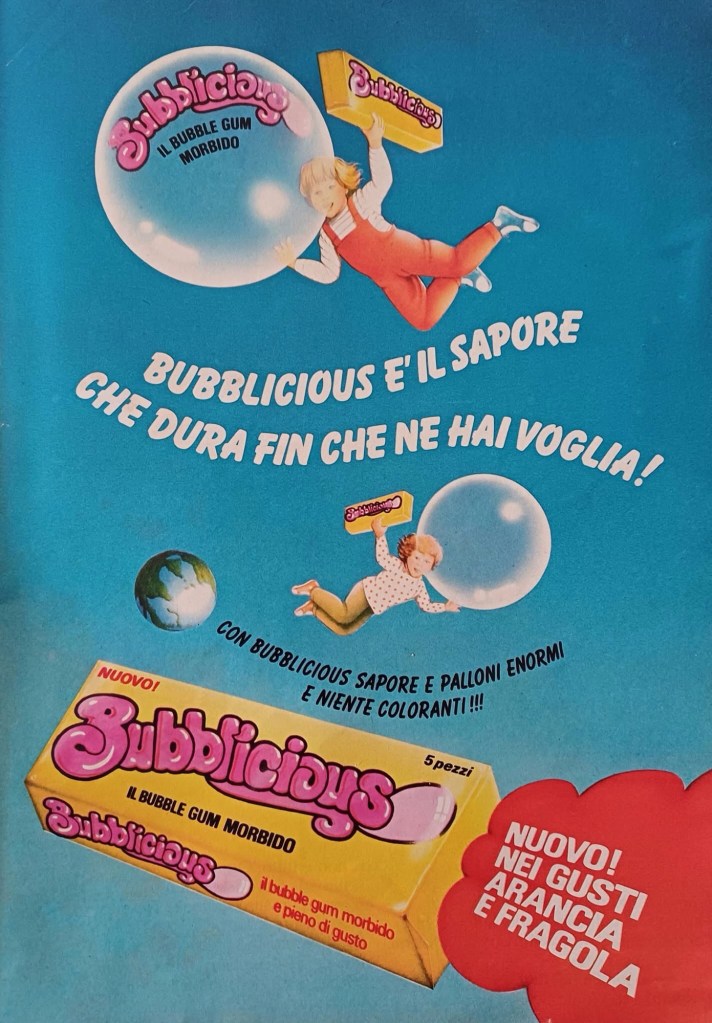 Bubblicious
IL BUBBLE GUM
MORBIDO
Bubblicious
BUBBLICIOUS E' IL SAPORE
CHE DURA FIN CHE NE HAI VOGLIA!
Bubblicious
CON BUBBLICIOUS SAPORE E PALLONI ENORMI
E NIENTE COLORANTI!!!
NUOVO!
Bubblicious
5 pezzi
IL BUBBLE GUM MORBIDO
Bubblicious
il bubble gum morbido
e pieno di gusto
NUOVO!
NEI GUSTI
ARANCIA
E FRAGOLA